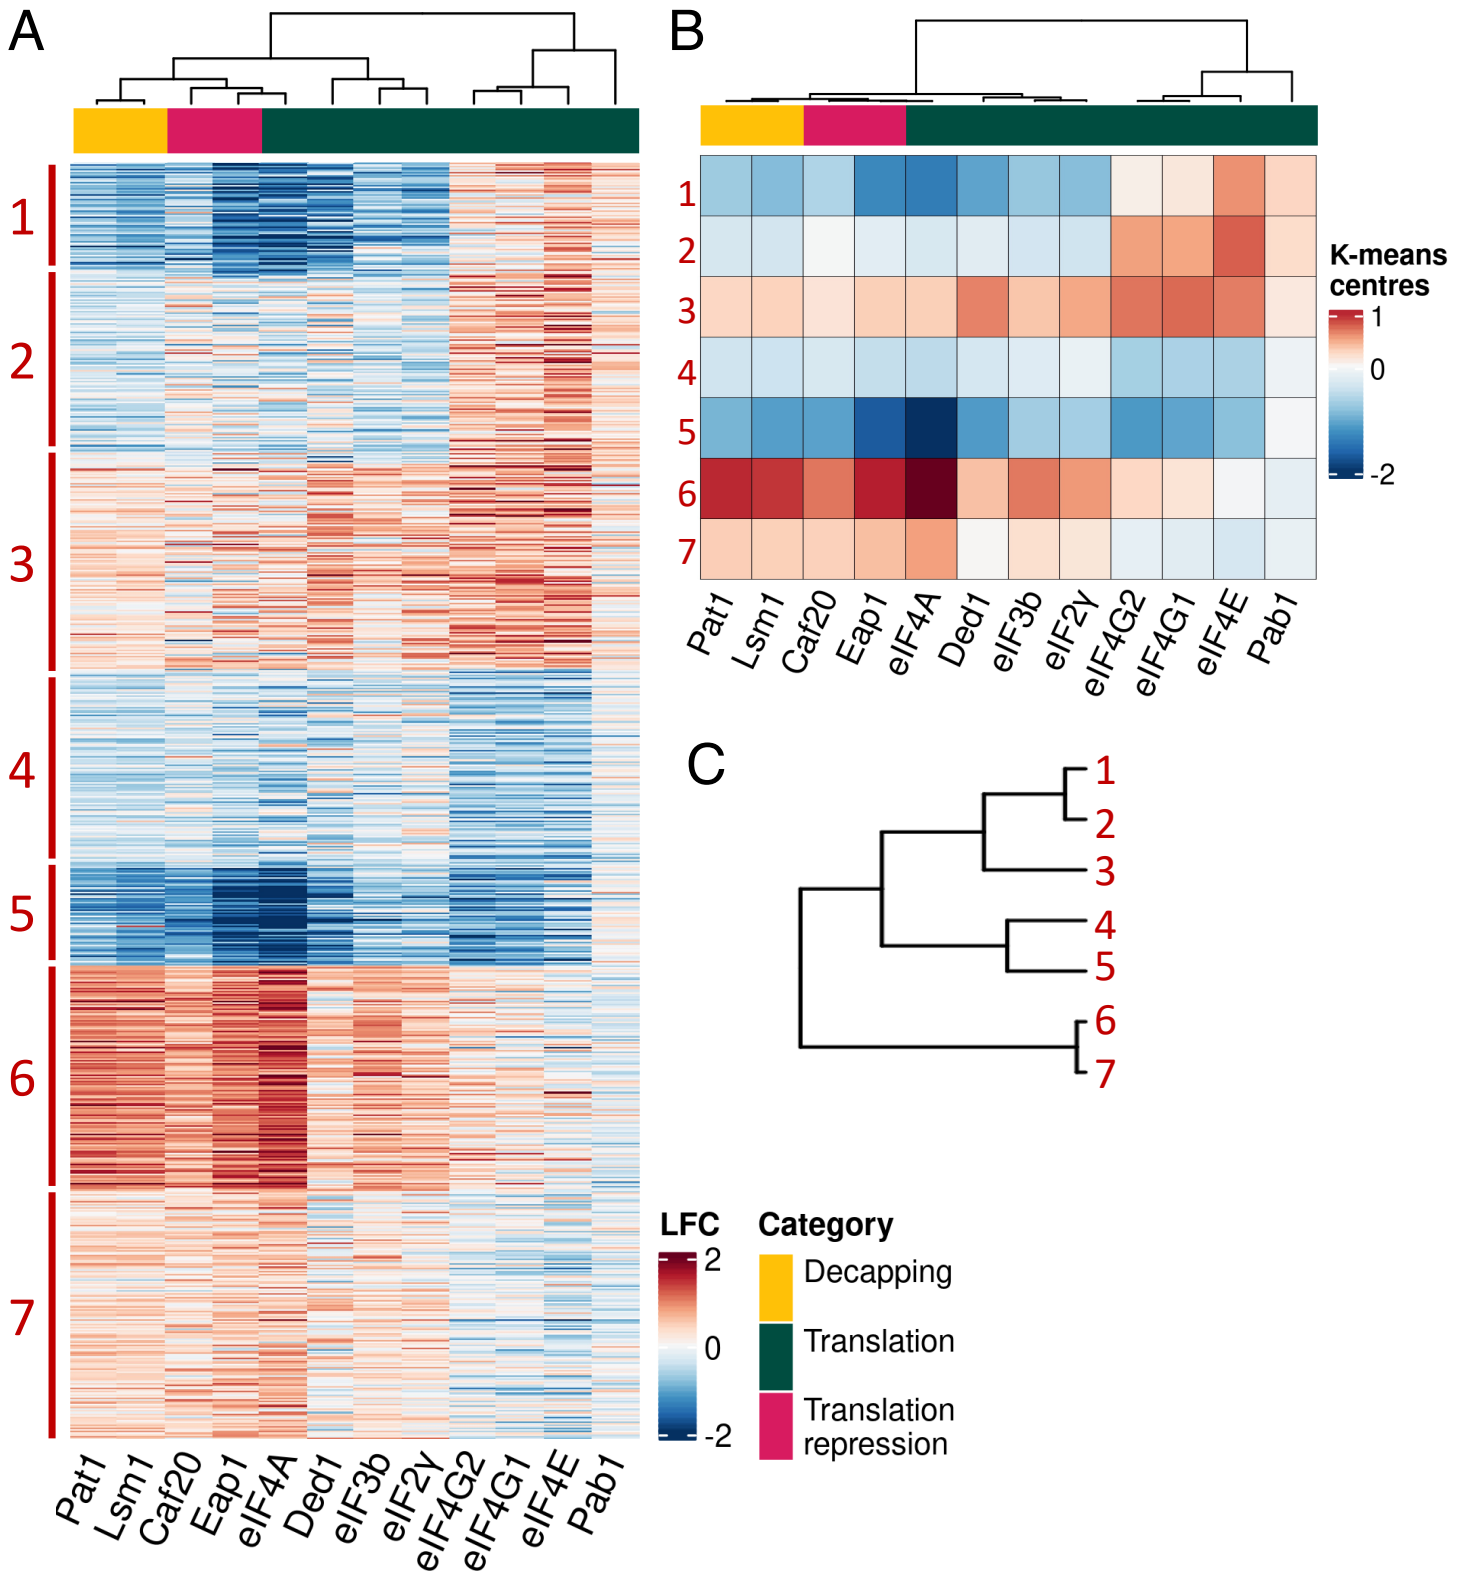 A
1
2
3
4
5
6
7
Pat1
Lsm1
Caf20
Eap1
eIF4A
Ded1
eIF3b
eIF2γ
eIF4G2
eIF4G1
eIF4E
Pab1
B
1
2
3
4
5
6
7
Pat1
Lsm1
Caf20
Eap1
eIF4A
Ded1
eIF3b
eIF2γ
eIF4G2
eIF4G1
eIF4E
Pab1
K-means
centres
1
0
-2
C
1
2
3
4
5
6
7
LFC
2
0
-2
Category
Decapping
Translation
Translation
repression